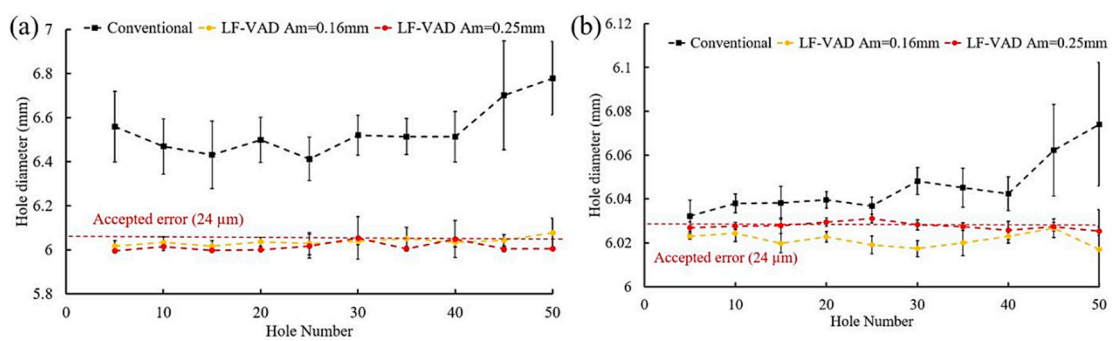 (a)
Conventional LF-VAD Am=0.16mm LF-VAD Am=0.25mm
7
6.8
6.6
6.4
6.2
6
5.8
Hole diameter (mm)
Accepted error (24 µm)
0 10 20 30 40 50
Hole Number
(b)
6.12
Conventional LF-VAD Am=0.16mm LF-VAD Am=0.25mm
6.1
6.08
6.06
6.04
6.02
6
Hole diameter (mm)
Accepted error (24 µm)
0 10 20 30 40 50
Hole Number